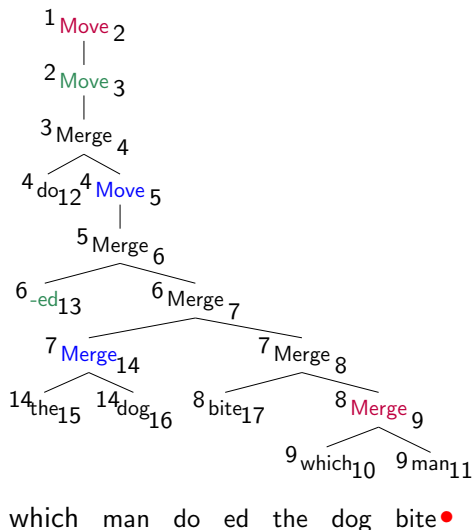 1 Move 2
2 Move 3
3 Merge 4
4 do 12 4 Move 5
5 Merge 6
6 -ed 13 6 Merge 7
7 Merge 14 7 Merge 8
14 the 15 14 dog 16 8 bite 17 8 Merge 9
9 which 10 9 man 11
which man do ed the dog bite